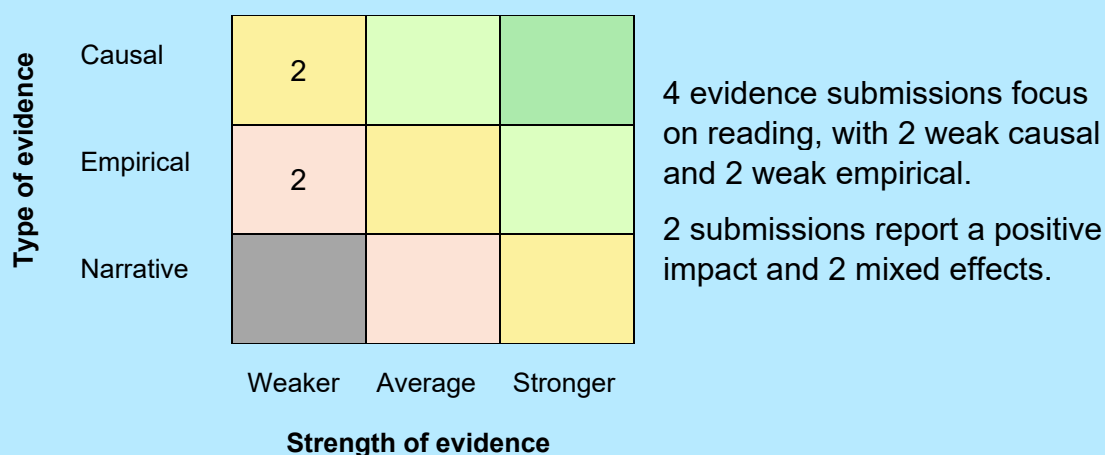 Type of evidence
Causal
2
Empirical
2
Narrative
Weaker Average Stronger
Strength of evidence
4 evidence submissions focus
on reading, with 2 weak causal
and 2 weak empirical.
2 submissions report a positive
impact and 2 mixed effects.